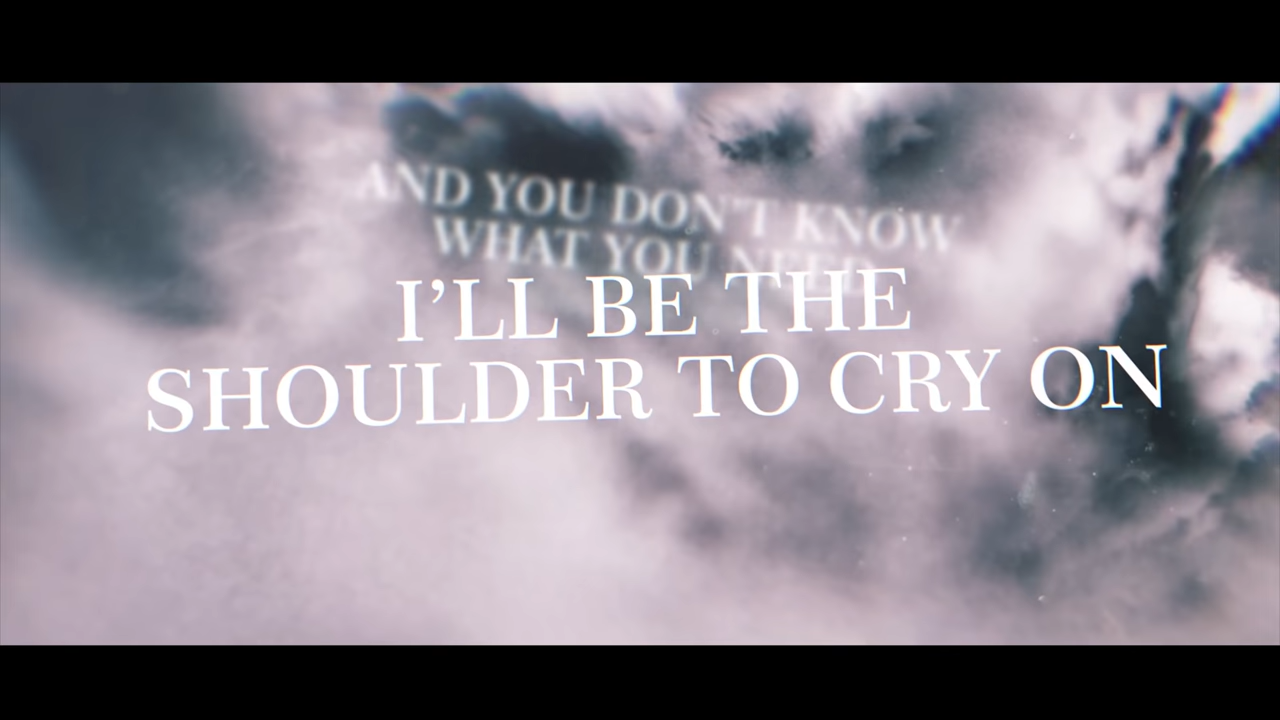 AND YOU DON'T KNOW
WHAT YOU NEED
I’LL BE THE
SHOULDER TO CRY ON